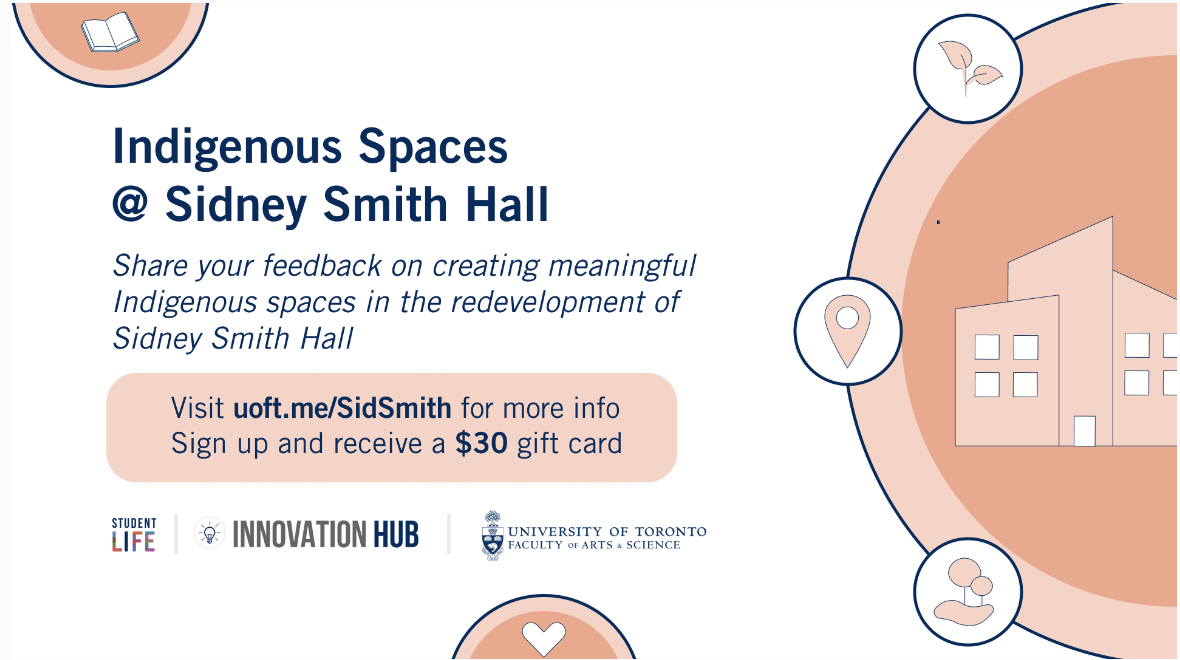 Indigenous Spaces
@ Sidney Smith Hall
Share your feedback on creating meaningful
Indigenous spaces in the redevelopment of
Sidney Smith Hall
Visit uoft.me/SidSmith for more info
Sign up and receive a $30 gift card
STUDENT
LIFE
INNOVATION HUB
UNIVERSITY OF TORONTO
FACULTY OF ARTS & SCIENCE